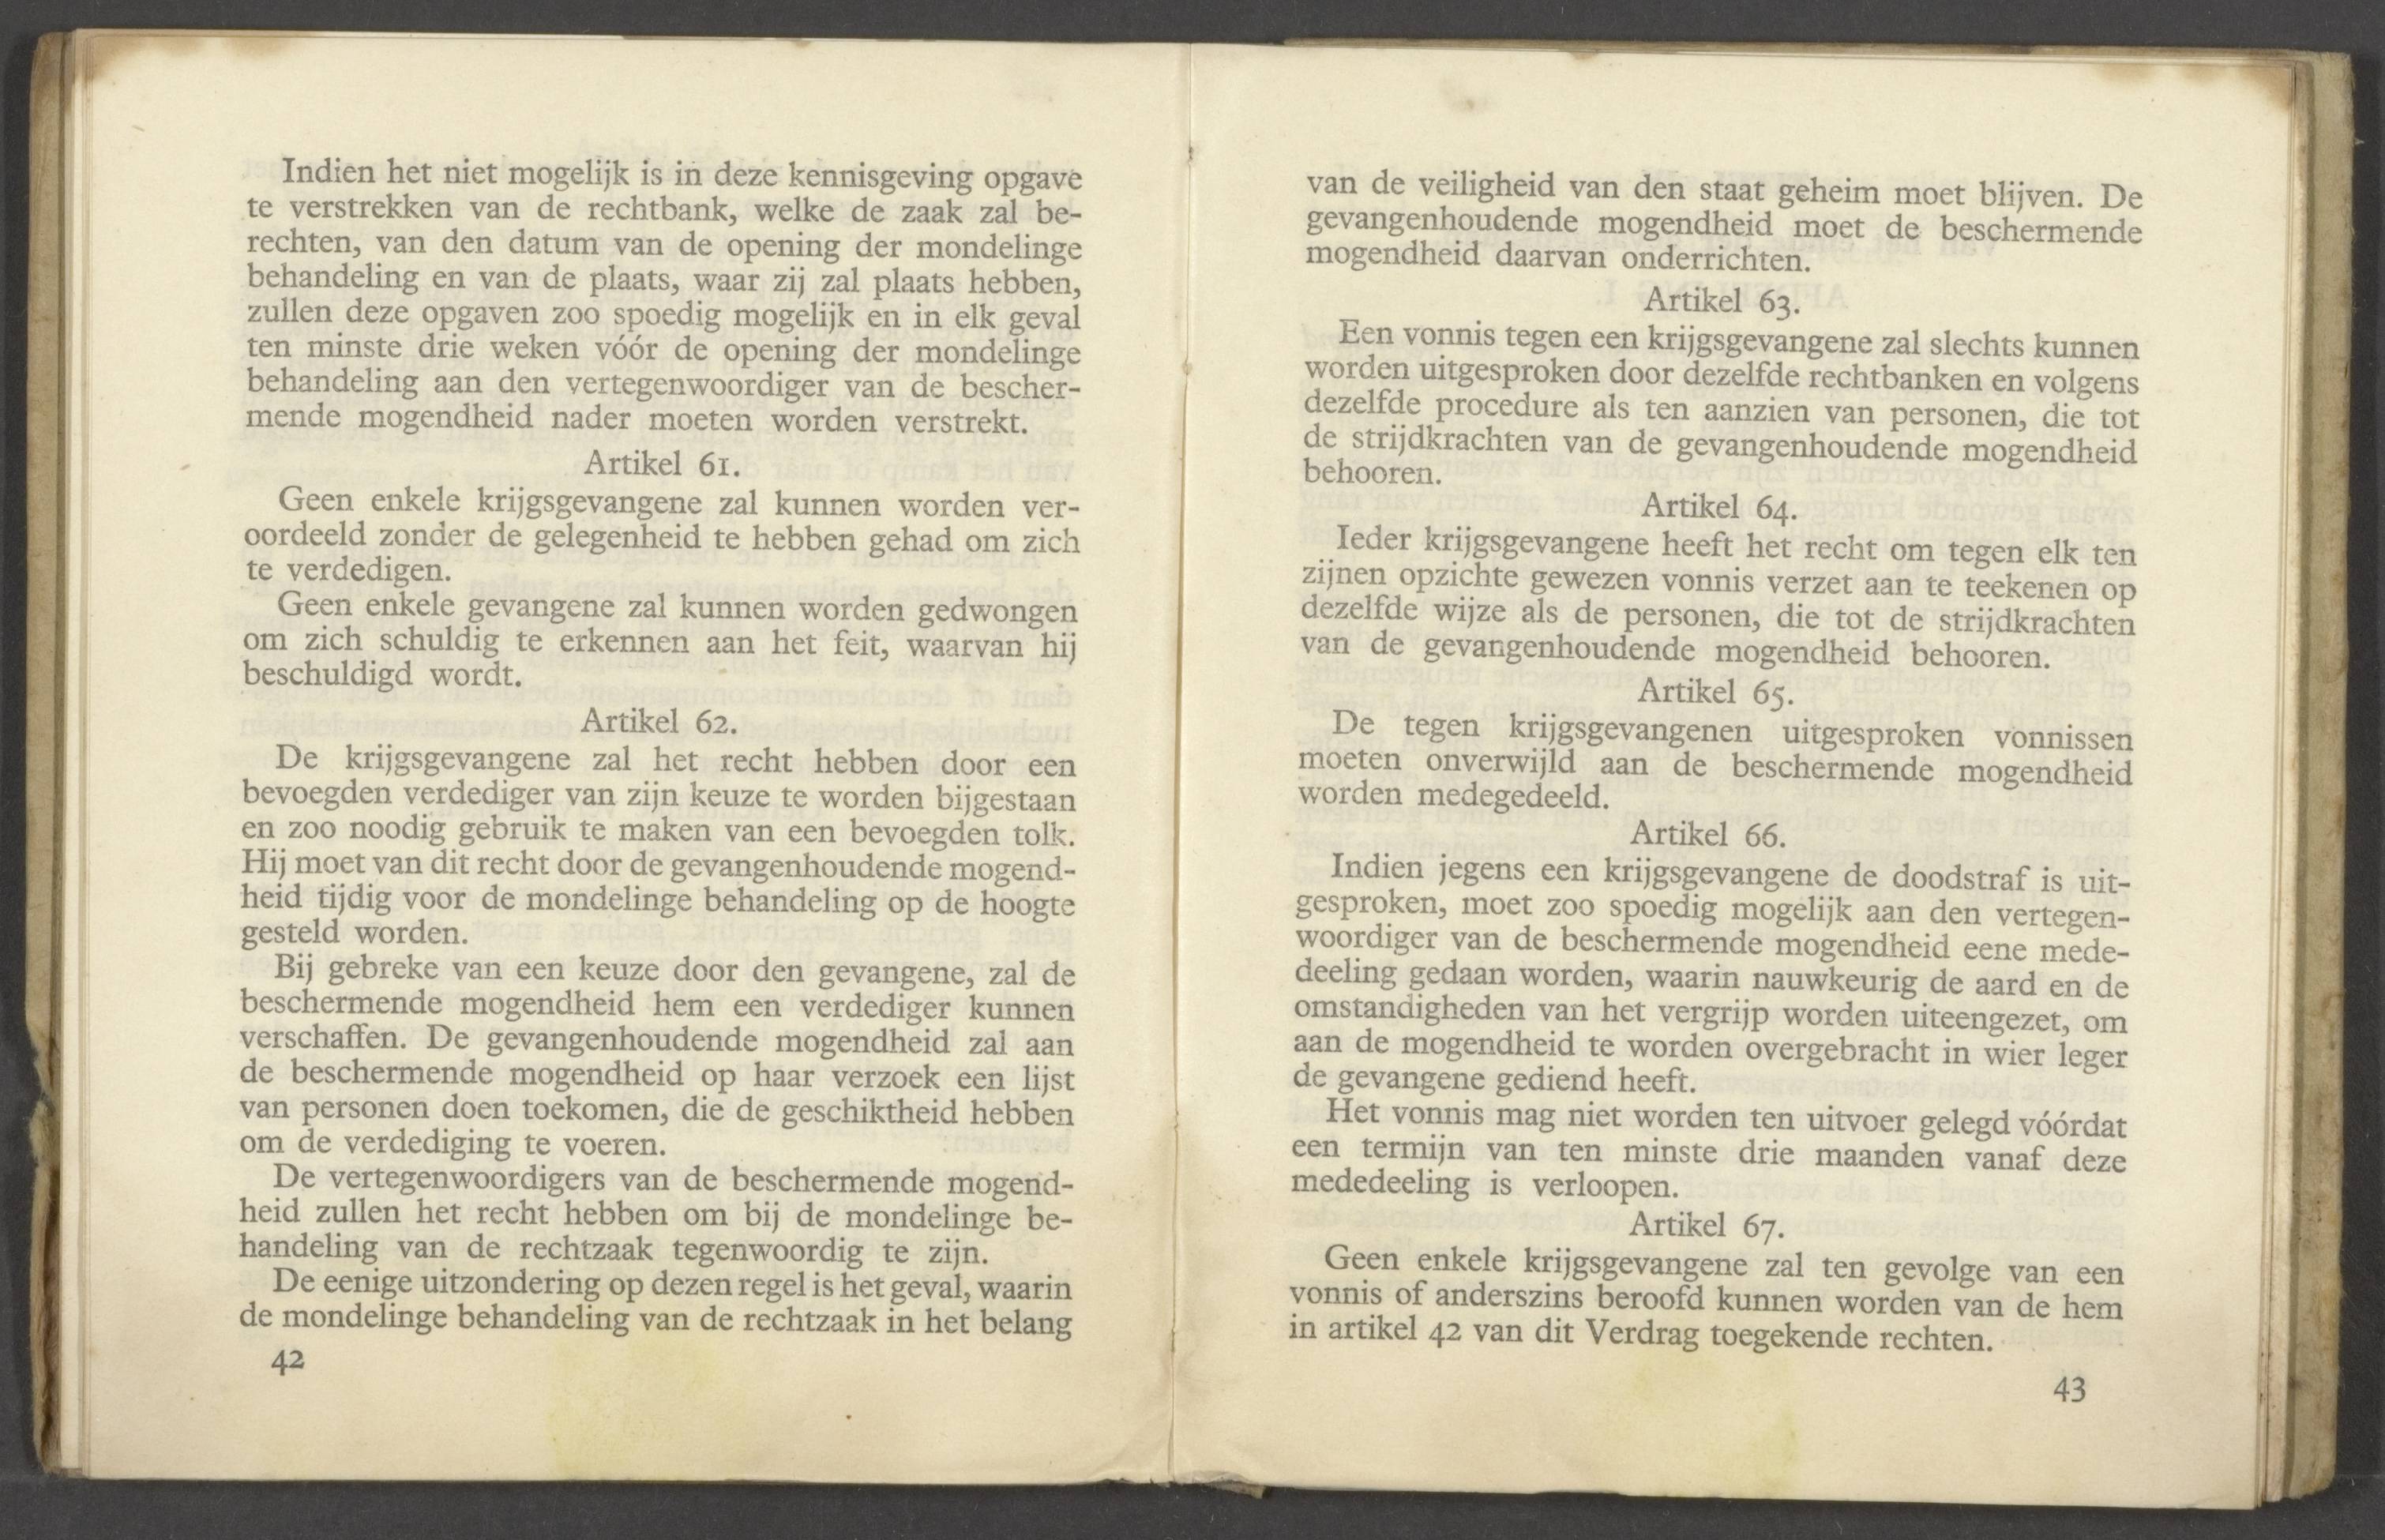 Indien het niet mogelijk is in deze kennisgeving opgave
te verstrekken van de rechtbank, welke de zaak zal be-
rechten, van den datum van de opening der mondelinge
behandeling en van de plaats, waar zij zal plaats hebben,
zullen deze opgaven zoo spoedig mogelijk en in elk geval
ten minste drie weken vóór de opening der mondelinge
behandeling aan den vertegenwoordiger van de bescher-
mende mogendheid nader moeten worden verstrekt.
Artikel 61.
Geen enkele krijgsgevangene zal kunnen worden ver-
oordeeld zonder de gelegenheid te hebben gehad om zich
te verdedigen.
Geen enkele gevangene zal kunnen worden gedwongen
om zich schuldig te erkennen aan het feit, waarvan hij
beschuldigd wordt.
Artikel 62.
De krijgsgevangene zal het recht hebben door een
bevoegden verdediger van zijn keuze te worden bijgestaan
en zoo noodig gebruik te maken van een bevoegden tolk.
Hij moet van dit recht door de gevangenhoudende mogend-
heid tijdig voor de mondelinge behandeling op de hoogte
gesteld worden.
Bij gebreke van een keuze door den gevangene, zal de
beschermende mogendheid hem een verdediger kunnen
verschaffen. De gevangenhoudende mogendheid zal aan
de beschermende mogendheid op haar verzoek een lijst
van personen doen toekomen, die de geschiktheid hebben
om de verdediging te voeren.
De vertegenwoordigers van de beschermende mogend-
heid zullen het recht hebben om bij de mondelinge be-
handeling van de rechtzaak tegenwoordig te zijn.
De eenige uitzondering op dezen regel is het geval, waarin
de mondelinge behandeling van de rechtzaak in het belang
42
van de veiligheid van den staat geheim moet blijven. De
gevangenhoudende mogendheid moet de beschermende
mogendheid daarvan onderrichten.
Artikel 63.
Een vonnis tegen een krijgsgevangene zal slechts kunnen
worden uitgesproken door dezelfde rechtbanken en volgens
dezelfde procedure als ten aanzien van personen, die tot
de strijdkrachten van de gevangenhoudende mogendheid
behooren.
Artikel 64.
Ieder krijgsgevangene heeft het recht om tegen elk ten
zijnen opzichte gewezen vonnis verzet aan te teekenen op
dezelfde wijze als de personen, die tot de strijdkrachten
van de gevangenhoudende mogendheid behooren.
Artikel 65.
De tegen krijgsgevangenen uitgesproken vonnissen
moeten onverwijld aan de beschermende mogendheid
worden medegedeeld.
Artikel 66.
Indien jegens een krijgsgevangene de doodstraf is uit-
gesproken, moet zoo spoedig mogelijk aan den vertegen-
woordiger van de beschermende mogendheid eene mede-
deeling gedaan worden, waarin nauwkeurig de aard en de
omstandigheden van het vergrijp worden uiteengezet, om
aan de mogendheid te worden overgebracht in wier leger
de gevangene gediend heeft.
Het vonnis mag niet worden ten uitvoer gelegd vóórdat
een termijn van ten minste drie maanden vanaf deze
mededeeling is verloopen.
Artikel 67.
Geen enkele krijgsgevangene zal ten gevolge van een
vonnis of anderszins beroofd kunnen worden van de hem
in artikel 42 van dit Verdrag toegekende rechten.
43